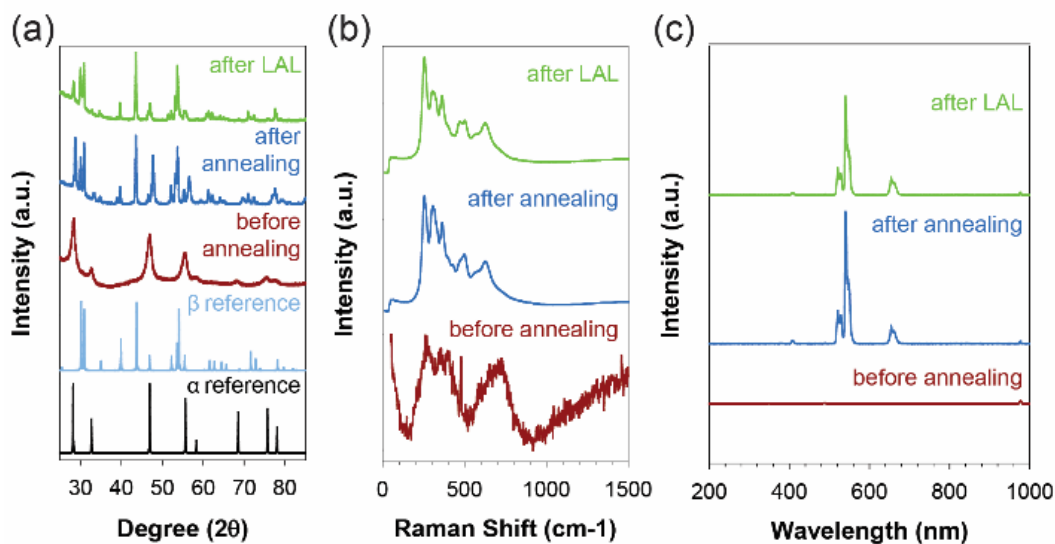 (a)
after LAL
after
annealing
before
annealing
β reference
α reference
Intensity (a.u.)
30 40 50 60 70 80
Degree (2θ)
(b)
after LAL
after annealing
before annealing
Intensity (a.u.)
0 500 1000 1500
Raman Shift (cm-1)
(c)
after LAL
after annealing
before annealing
Intensity (a.u.)
200 400 600 800 1000
Wavelength (nm)